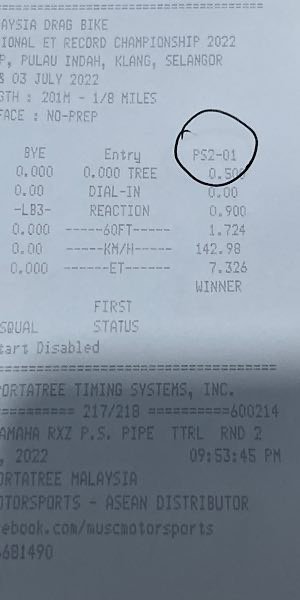 ==============================
AYSIA DRAG BIKE
IONAL ET RECORD CHAMPIONSHIP 2022
P, PULAU INDAH, KLANG, SELANGOR
& 03 JULY 2022
GTH : 201M - 1/8 MILES
FACE : NO-PREP
BYE Entry PS2-01
0.000 0.000 TREE 0.500
0.00 DIAL-IN 0.00
-LB3- REACTION 0.900
0.000 -----60FT----- 1.724
0.00 -----KM/H----- 142.98
0.000 ------ET------ 7.326
WINNER
FIRST
SQUAL STATUS
tart Disabled
==============================
ORTATREE TIMING SYSTEMS, INC.
========= 217/218 ==========600214
AMAHA RXZ P.S. PIPE TTRL RND 2
, 2022 09:53:45 PM
ORTATREE MALAYSIA
OTORSPORTS - ASEAN DISTRIBUTOR
cebook.com/muscmotorsports
6681490